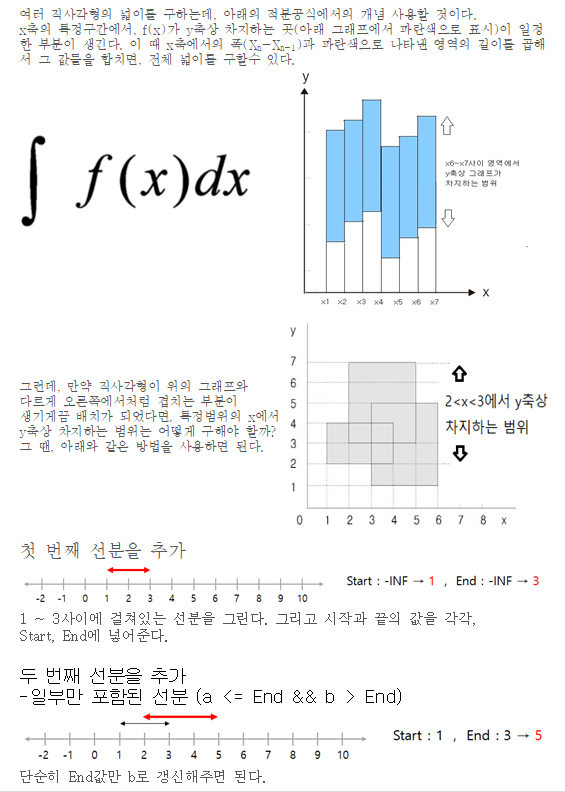 여러 직사각형의 넓이를 구하는데, 아래의 적분공식에서의 개념 사용할 것이다.
x축의 특정구간에서, f(x)가 y축상 차지하는 곳(아래 그래프에서 파란색으로 표시)이 일정
한 부분이 생긴다. 이 때 x축에서의 폭(Xn-Xn-1)과 파란색으로 나타낸 영역의 길이를 곱해
서 그 값들을 합치면, 전체 넓이를 구할수 있다.
∫ f(x)dx
y
x6~x7사이 영역에서
y축상 그래프가
차지하는 범위
x
x1 x2 x3 x4 x5 x6 x7
그런데, 만약 직사각형이 위의 그래프와
다르게 오른쪽에서처럼 겹치는 부분이
생기게끔 배치가 되었다면, 특정범위의 x에서
y축상 차지하는 범위는 어떻게 구해야 할까?
그 땐, 아래와 같은 방법을 사용하면 된다.
y
7
6
5
4
3
2
1
0 1 2 3 4 5 6 7 8 x
2<x<3에서 y축상
차지하는 범위
첫 번째 선분을 추가
-2 -1 0 1 2 3 4 5 6 7 8 9 10
Start : -INF → 1 , End : -INF → 3
1 ~ 3사이에 걸쳐있는 선분을 그린다. 그리고 시작과 끝의 값을 각각,
Start, End에 넣어준다.
두 번째 선분을 추가
-일부만 포함된 선분 (a <= End && b > End)
-2 -1 0 1 2 3 4 5 6 7 8 9 10
Start : 1 , End : 3 → 5
단순히 End값만 b로 갱신해주면 된다.